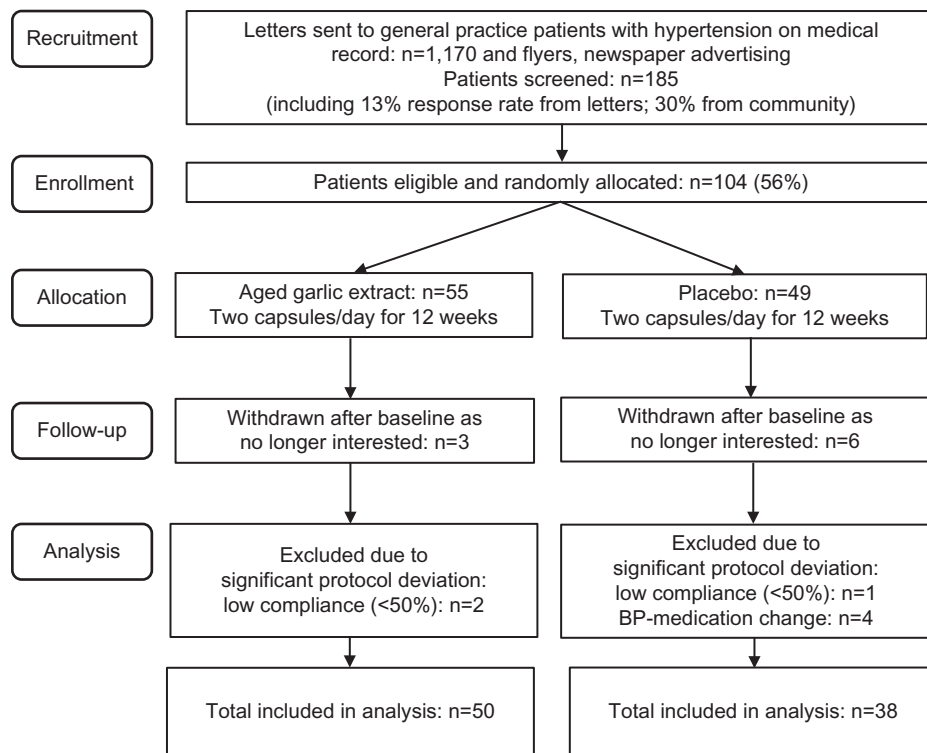 Recruitment
Letters sent to general practice patients with hypertension on medical
record: n=1,170 and flyers, newspaper advertising
Patients screened: n=185
(including 13% response rate from letters; 30% from community)
Enrollment
Patients eligible and randomly allocated: n=104 (56%)
Allocation
Aged garlic extract: n=55
Two capsules/day for 12 weeks
Placebo: n=49
Two capsules/day for 12 weeks
Follow-up
Withdrawn after baseline as
no longer interested: n=3
Withdrawn after baseline as
no longer interested: n=6
Analysis
Excluded due to
significant protocol deviation:
low compliance (<50%): n=2
Excluded due to
significant protocol deviation:
low compliance (<50%): n=1
BP-medication change: n=4
Total included in analysis: n=50
Total included in analysis: n=38